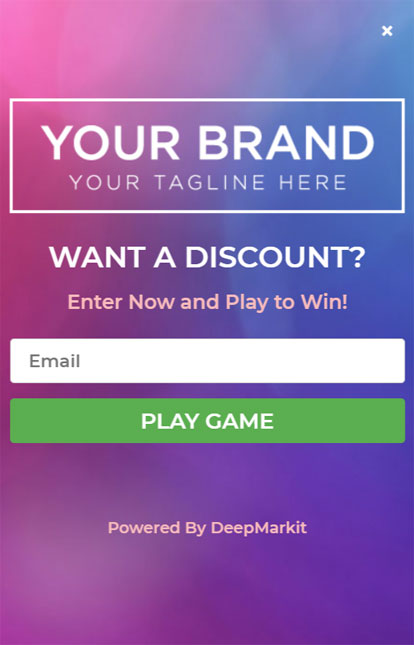 YOUR BRAND
YOUR TAGLINE HERE
WANT A DISCOUNT?
Enter Now and Play to Win!
Email
PLAY GAME
Powered By DeepMarkit